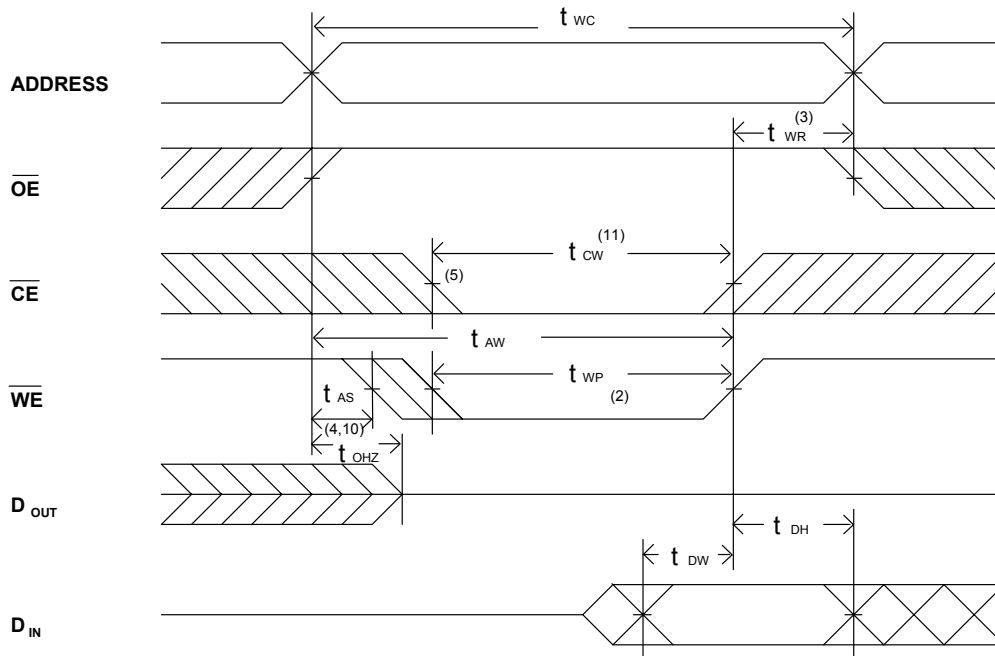 t WC
ADDRESS
t WR (3)
OE
t CW (11)
CE
(5)
t AW
WE
t WP (2)
t AS
(4,10)
t OHZ
D OUT
t DH
t DW
D IN